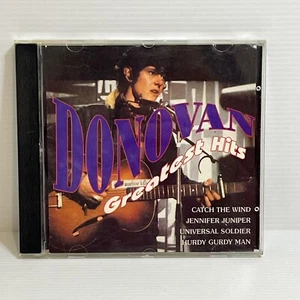 DONOVAN
Greatest Hits
CATCH THE WIND
JENNIFER JUNIPER
UNIVERSAL SOLDIER
HURDY GURDY MAN